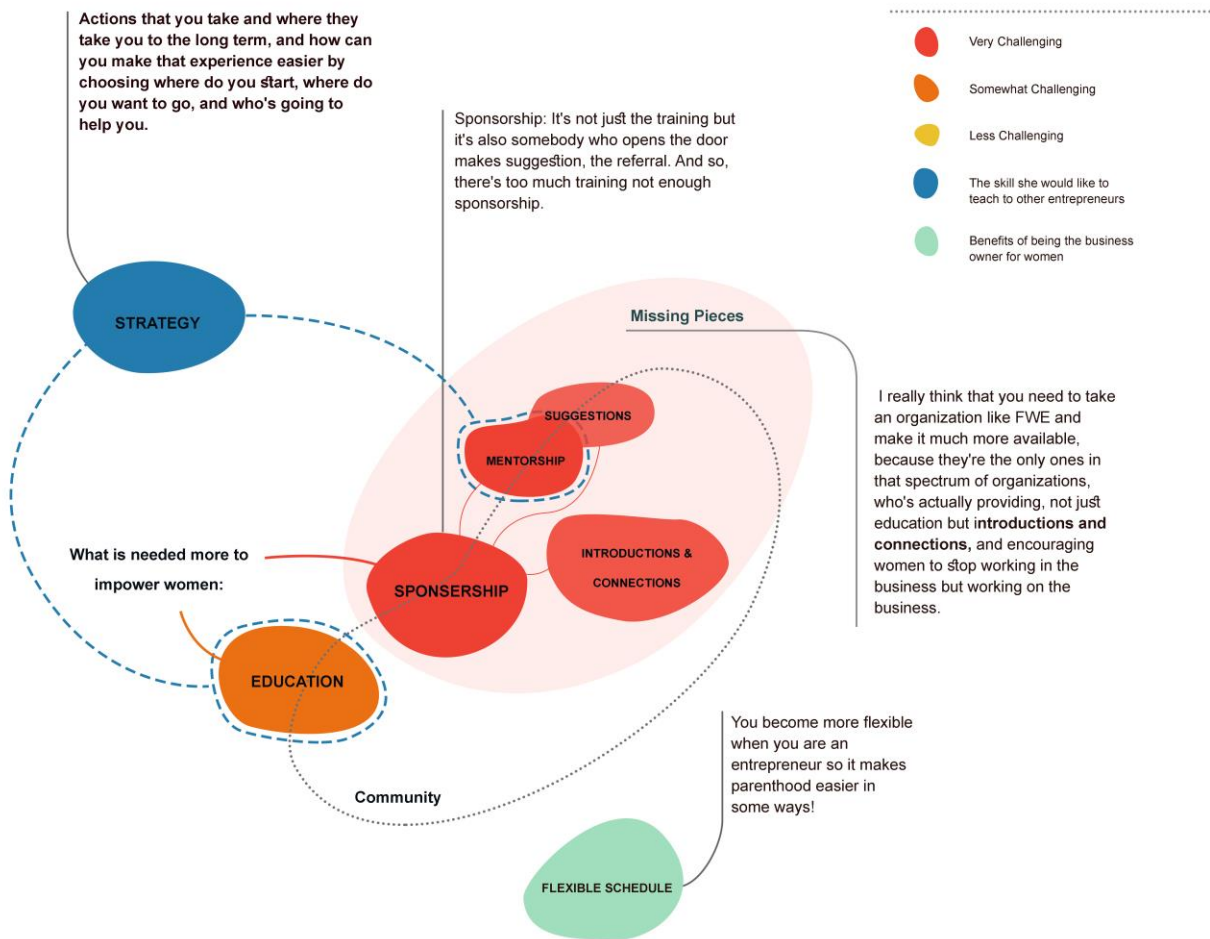 Actions that you take and where they
take you to the long term, and how can
you make that experience easier by
choosing where do you start, where do
you want to go, and who's going to
help you.
Sponsorship: It's not just the training but
it's also somebody who opens the door
makes suggestion, the referral. And so,
there's too much training not enough
sponsorship.
Very Challenging
Somewhat Challenging
Less Challenging
The skill she would like to
teach to other entrepreneurs
Benefits of being the business
owner for women
STRATEGY
Missing Pieces
SUGGESTIONS
MENTORSHIP
INTRODUCTIONS &
CONNECTIONS
SPONSERSHIP
What is needed more to
impower women:
EDUCATION
Community
I really think that you need to take
an organization like FWE and
make it much more available,
because they're the only ones in
that spectrum of organizations,
who's actually providing, not just
education but introductions and
connections, and encouraging
women to stop working in the
business but working on the
business.
You become more flexible
when you are an
entrepreneur so it makes
parenthood easier in
some ways!
FLEXIBLE SCHEDULE